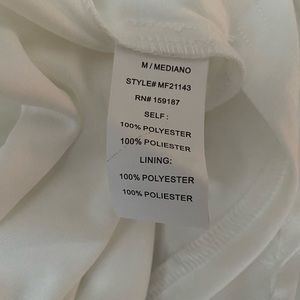 M / MEDIANO
STYLE# MF21143
RN# 159187
SELF :
100% POLYESTER
100% POLIESTER
LINING:
100% POLYESTER
100% POLIESTER